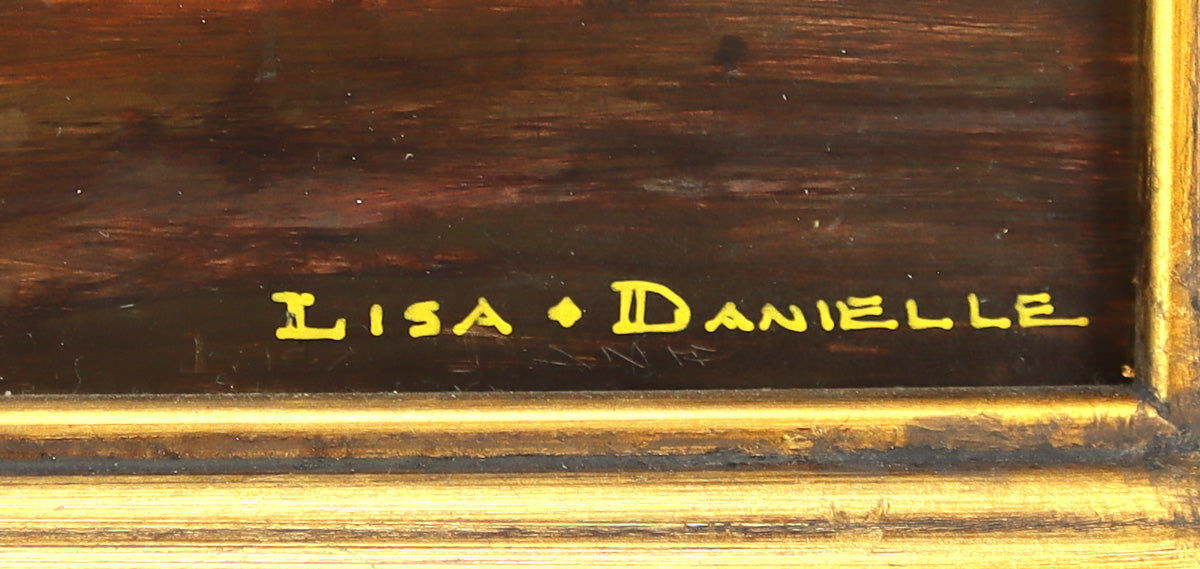 LISA ◆ DANIELLE